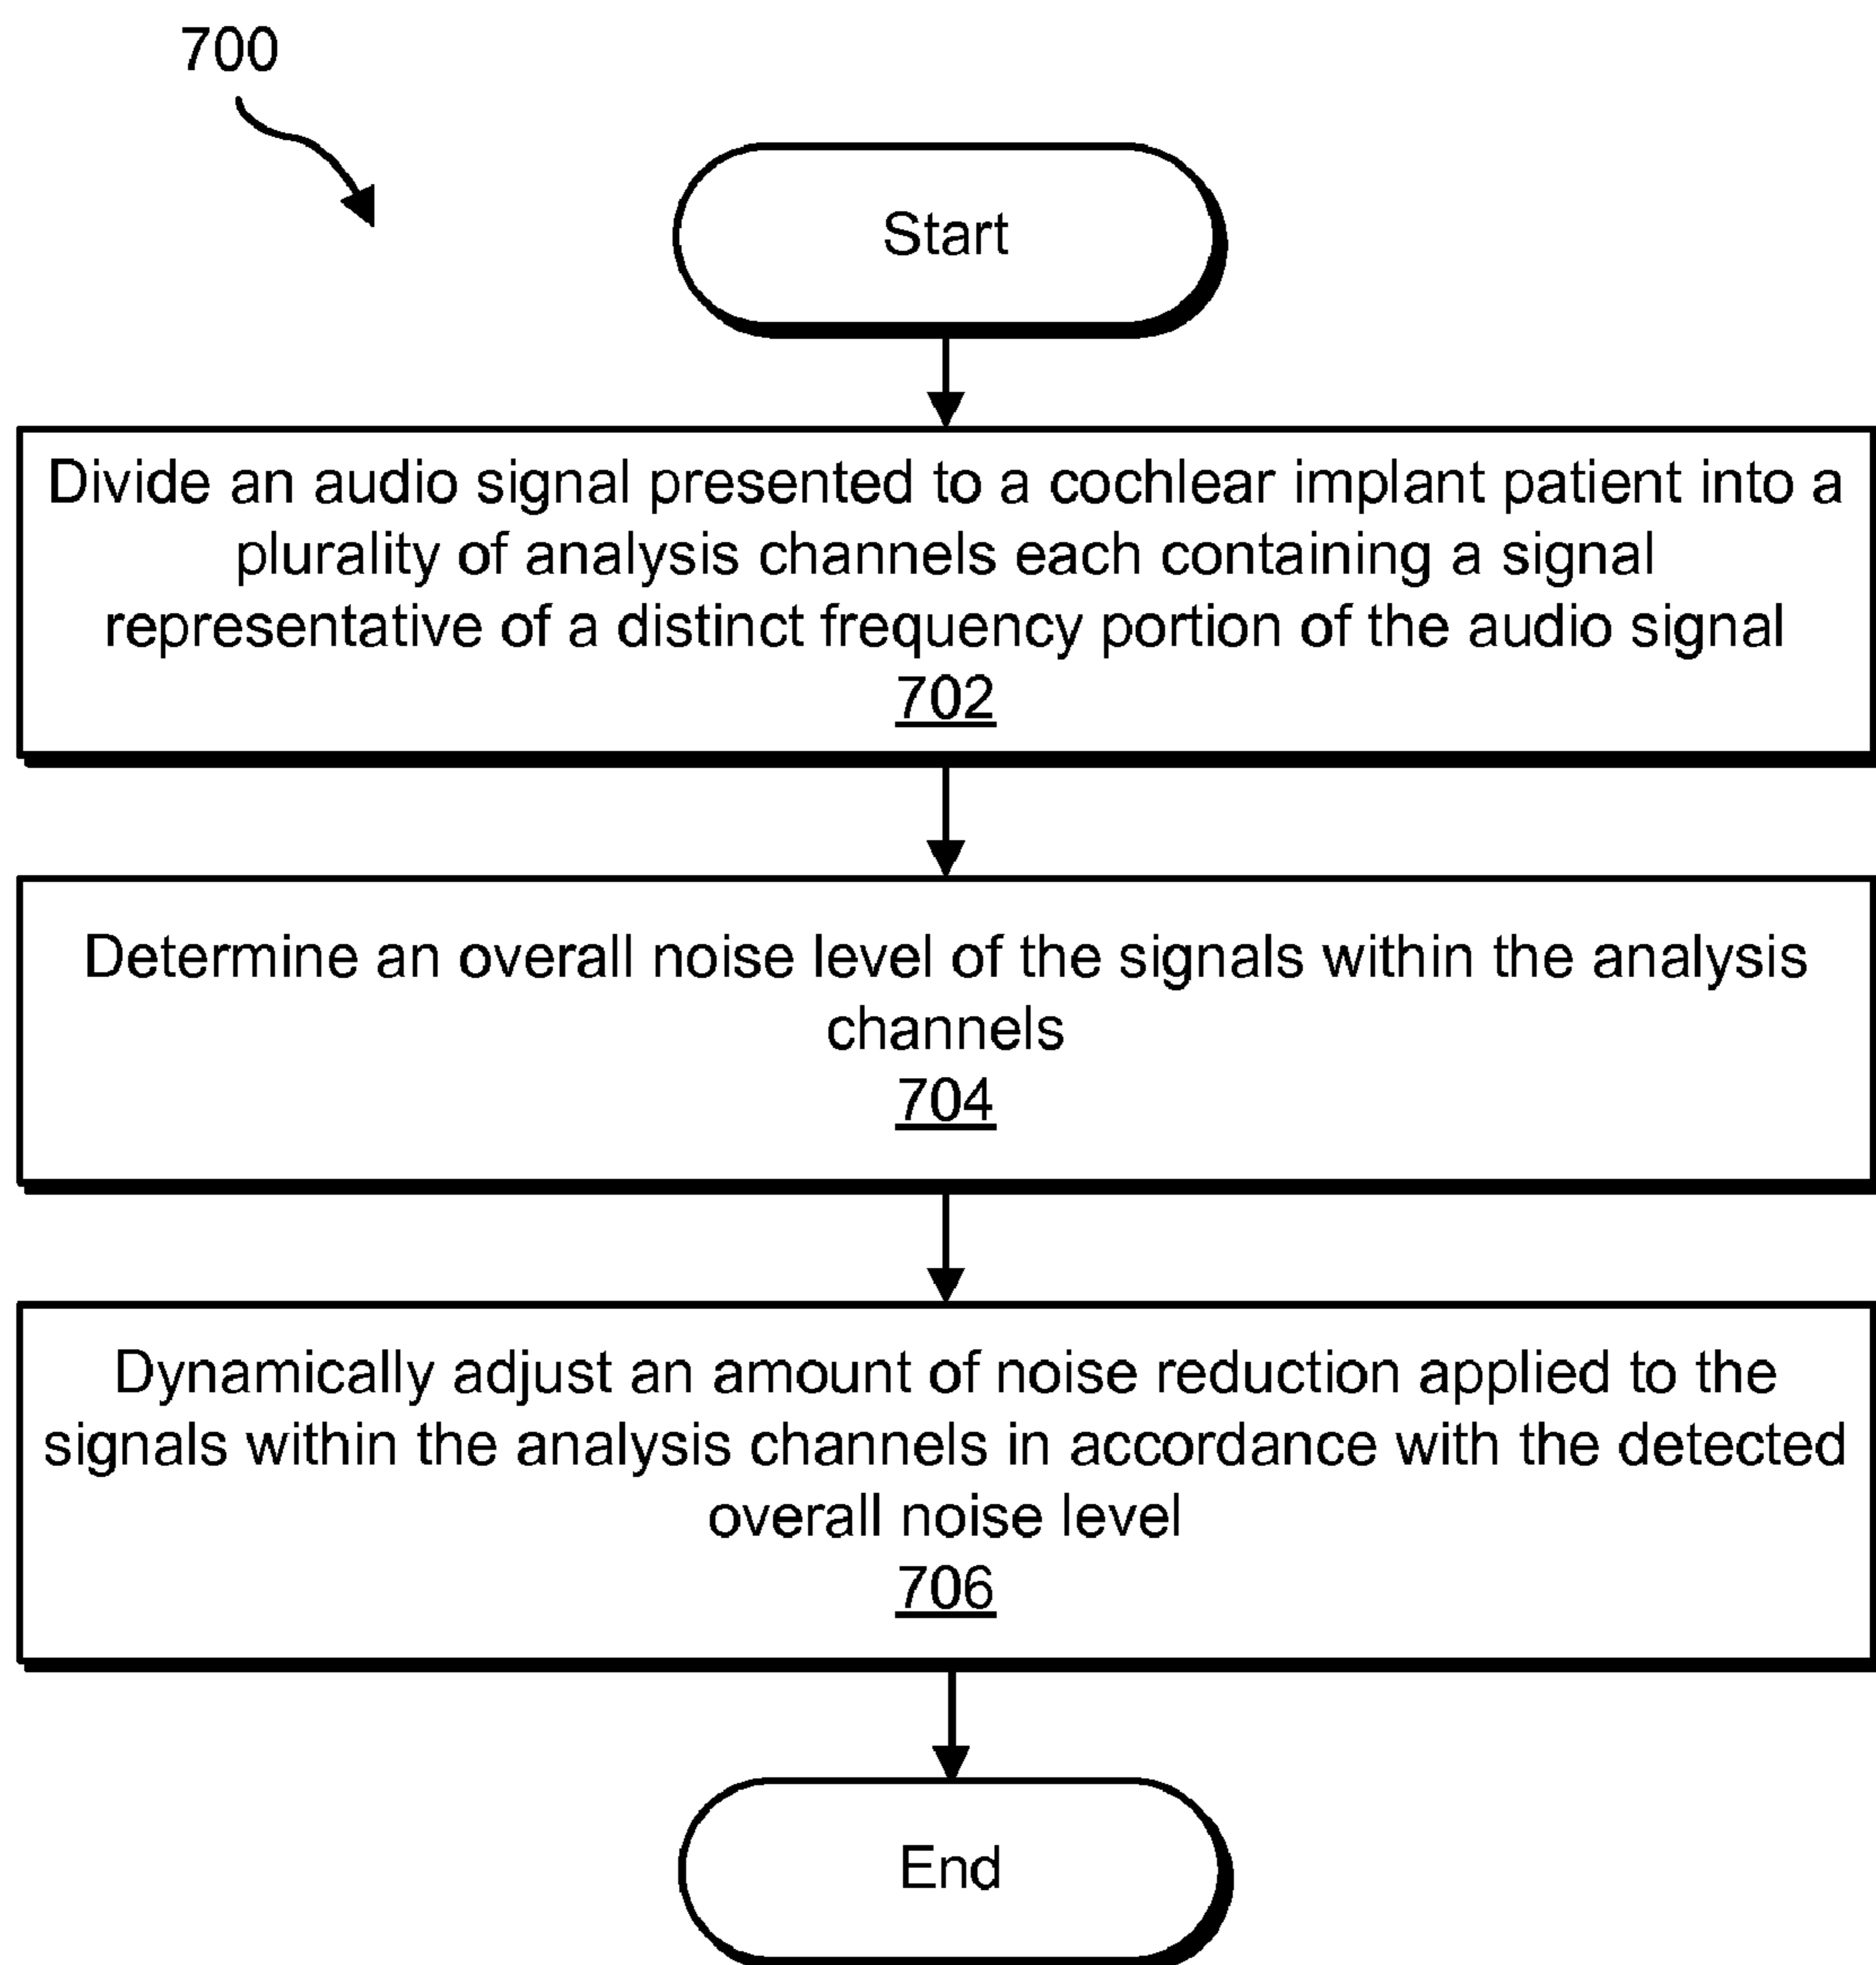 700
Start
Divide an audio signal presented to a cochlear implant patient into a
plurality of analysis channels each containing a signal
representative of a distinct frequency portion of the audio signal
702
Determine an overall noise level of the signals within the analysis
channels
704
Dynamically adjust an amount of noise reduction applied to the
signals within the analysis channels in accordance with the detected
overall noise level
706
End